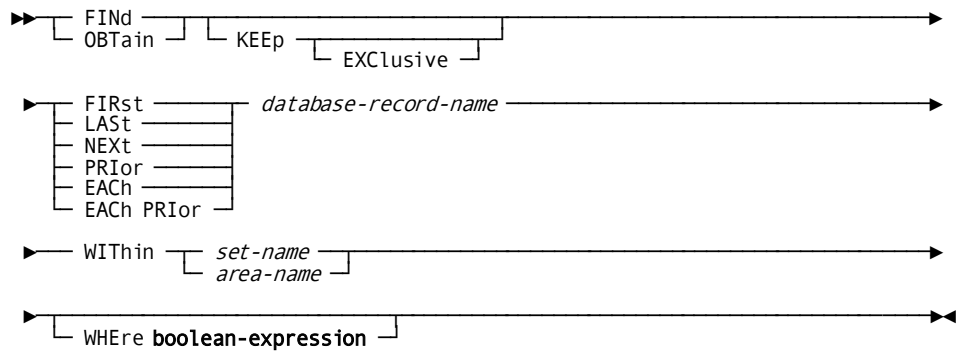 FINd
OBTain KEEp
EXClusive
FIRst database-record-name
LASt
NEXt
PRIor
EACh
EACh PRIor
WIThin set-name
area-name
WHEre boolean-expression